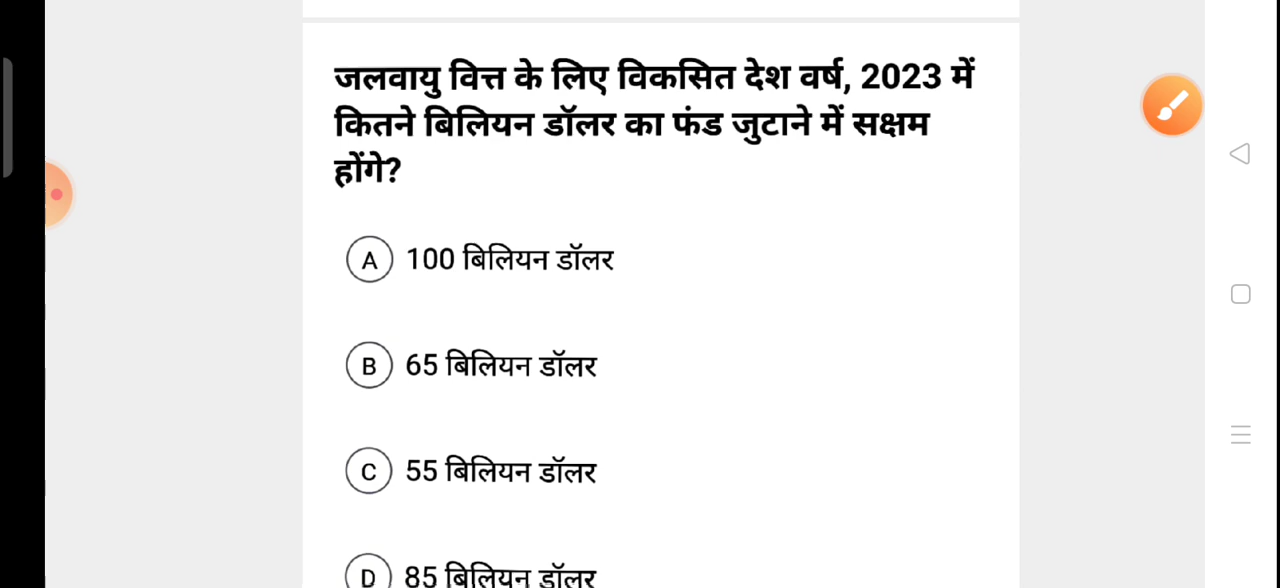 जलवायु वित्त के लिए विकसित देश वर्ष, 2023 में
कितने बिलियन डॉलर का फंड जुटाने में सक्षम
होंगे?
A 100 बिलियन डॉलर
B 65 बिलियन डॉलर
C 55 बिलियन डॉलर
D 85 बिलियन डॉलर